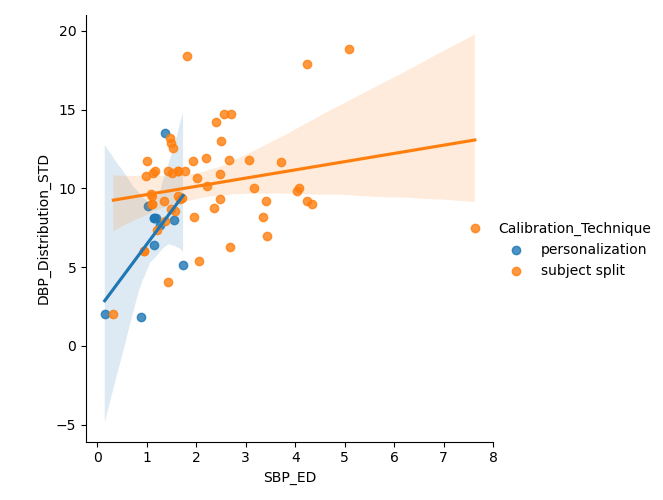 20
15
10
5
0
−5
0 1 2 3 4 5 6 7 8
SBP_ED
DBP_Distribution_STD
Calibration_Technique
personalization
subject split